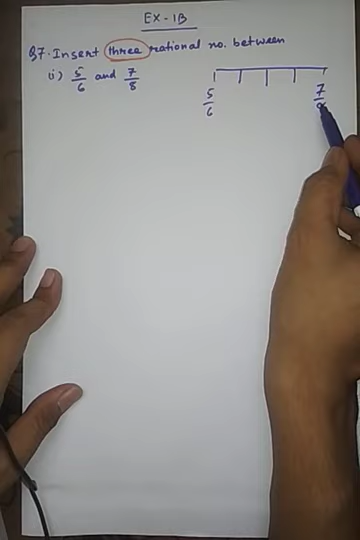 EX - 1B
Q7. Insert three rational no. between
(i) 5/6 and 7/8
5/6 7/8